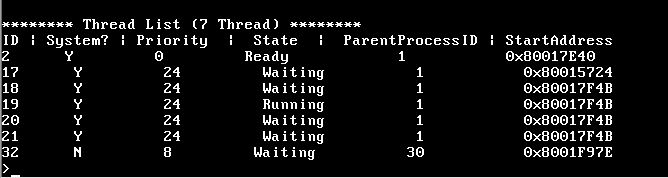 ******** Thread List (7 Thread) ********
ID | System? | Priority | State | ParentProcessID | StartAddress
2 Y 0 Ready 1 0x80017E40
17 Y 24 Waiting 1 0x80015724
18 Y 24 Waiting 1 0x80017F4B
19 Y 24 Running 1 0x80017F4B
20 Y 24 Waiting 1 0x80017F4B
21 Y 24 Waiting 1 0x80017F4B
32 N 8 Waiting 30 0x8001F97E
>_